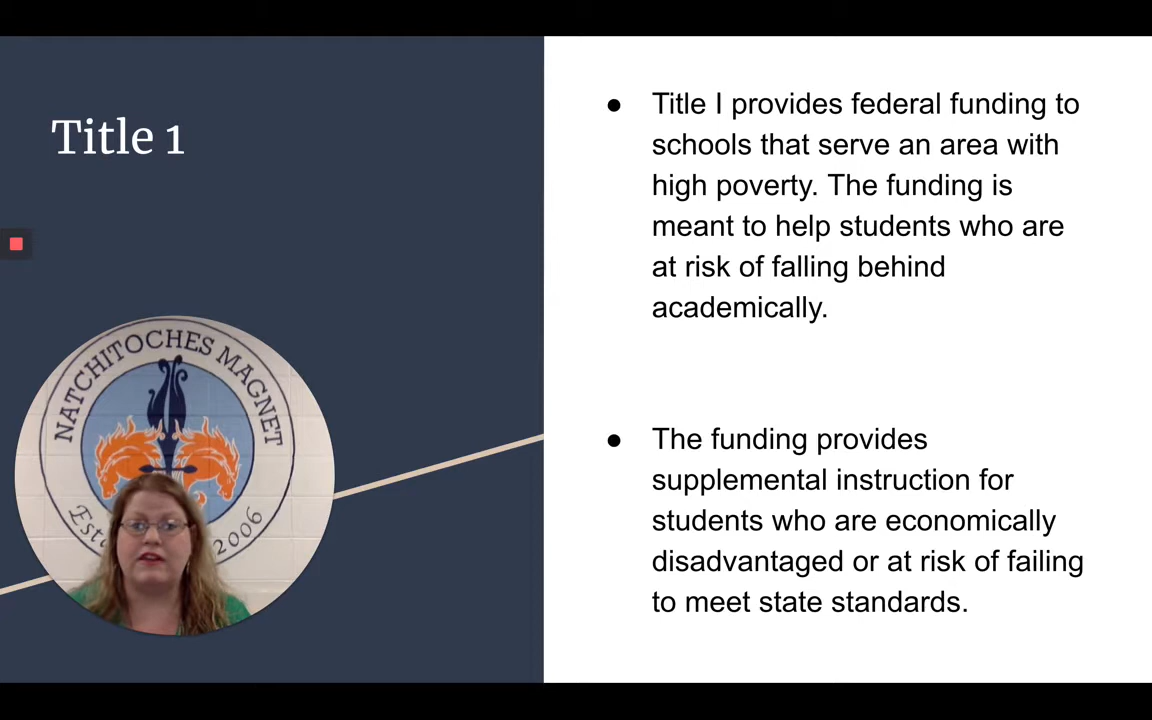 Title 1
NATCHITOCHES MAGNET
2006
● Title I provides federal funding to
schools that serve an area with
high poverty. The funding is
meant to help students who are
at risk of falling behind
academically.
● The funding provides
supplemental instruction for
students who are economically
disadvantaged or at risk of failing
to meet state standards.